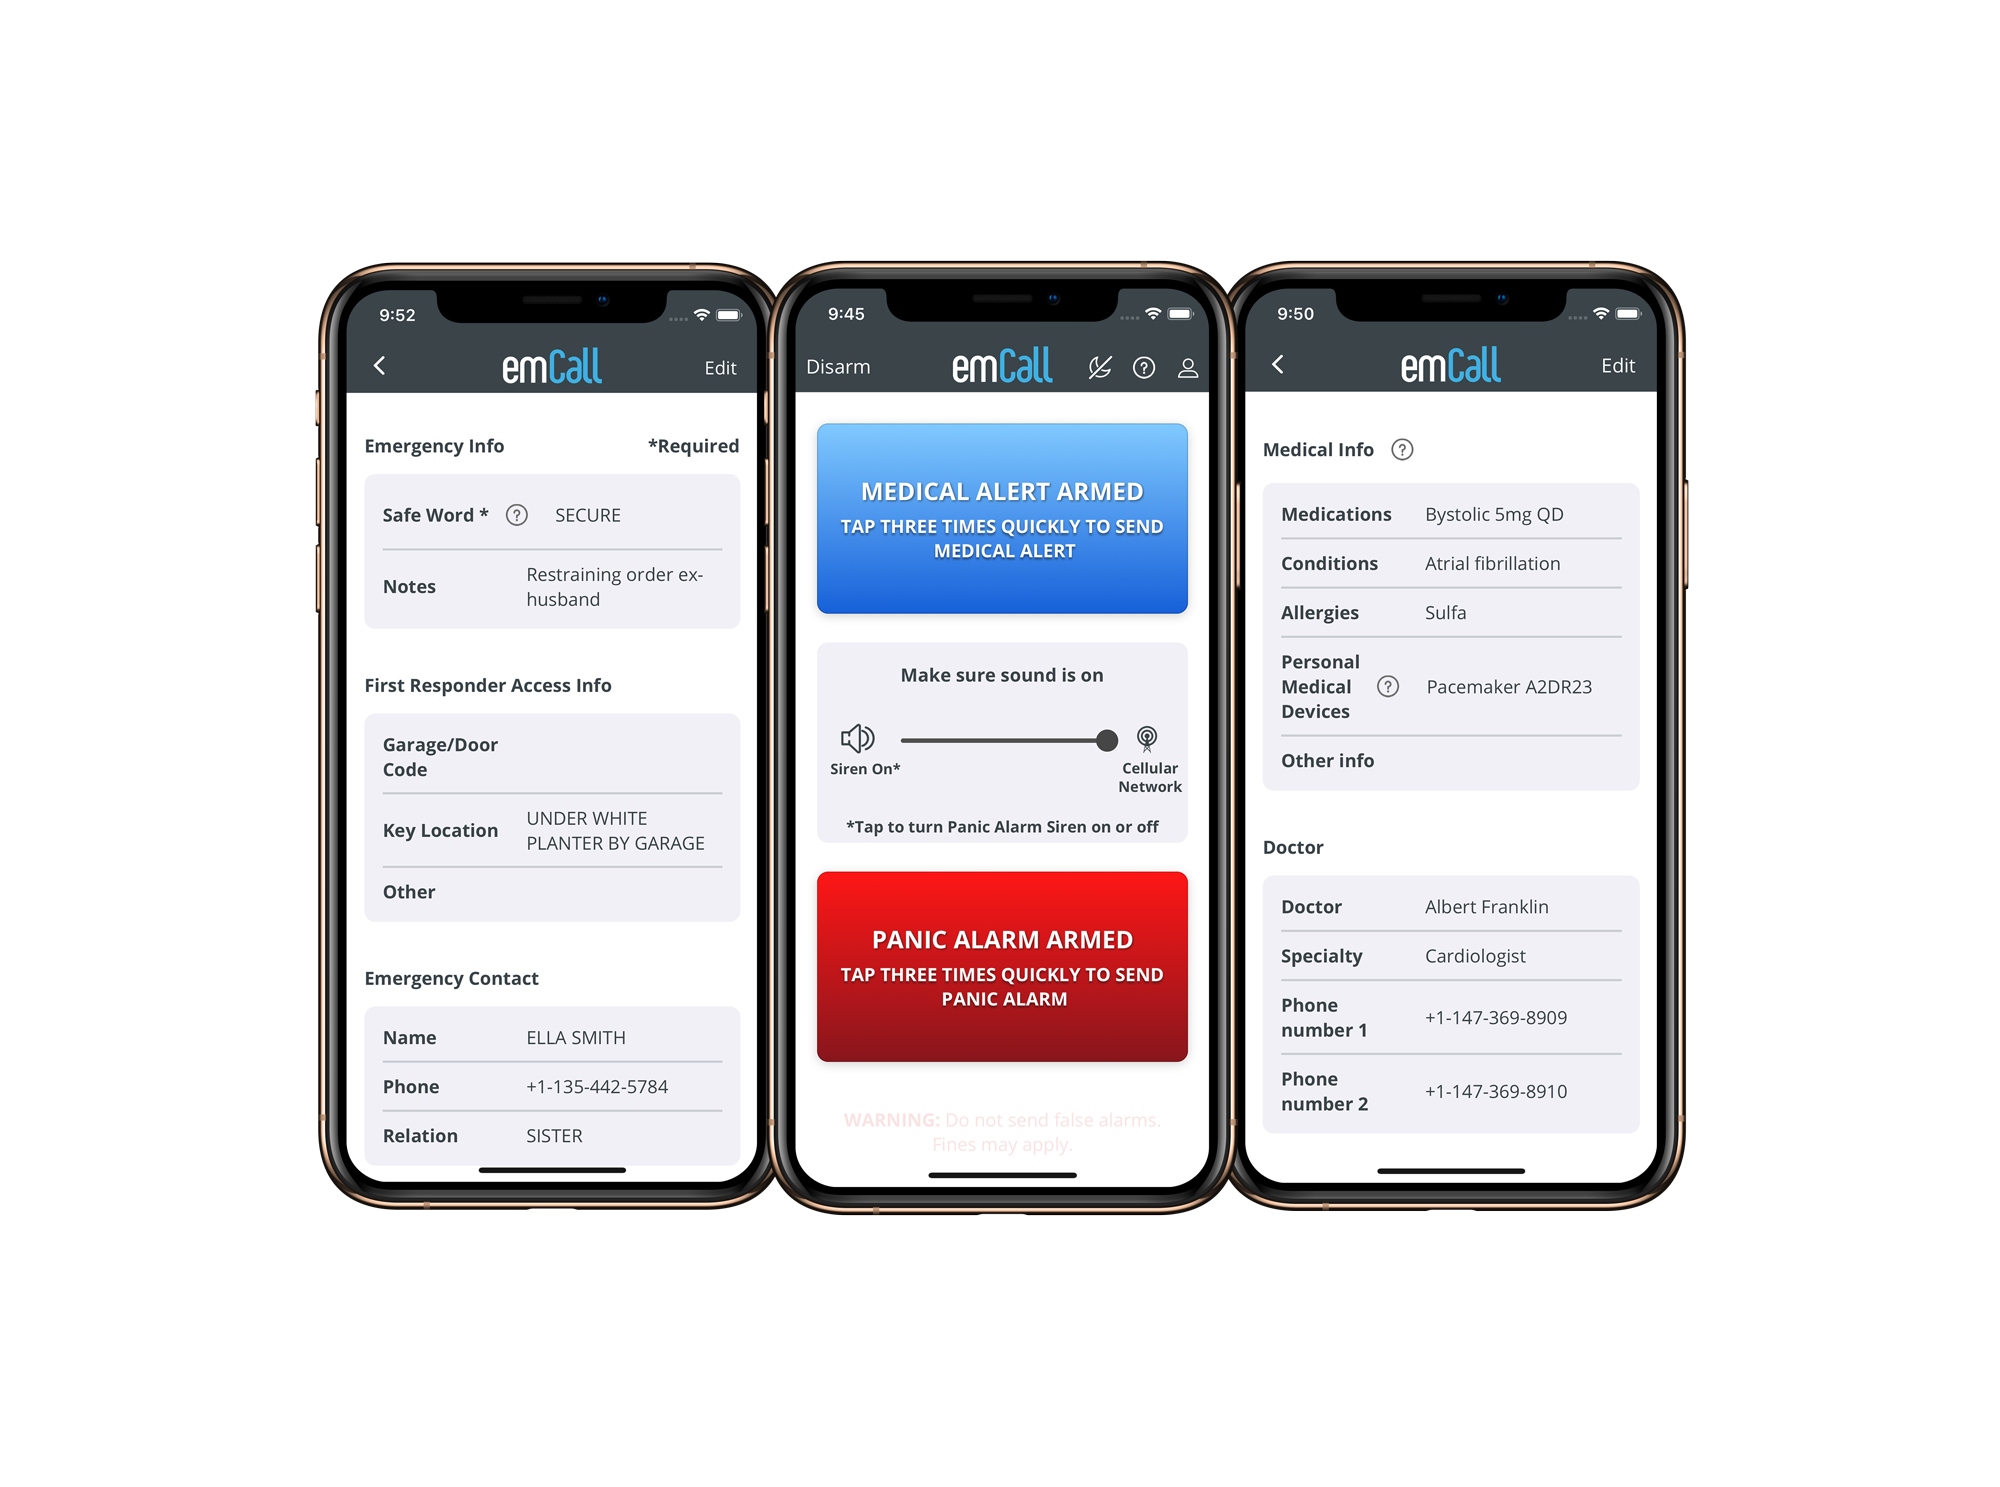 9:52
emCall
Edit
Emergency Info
*Required
Safe Word *
?
SECURE
Notes
Restraining order ex-
husband
First Responder Access Info
Garage/Door
Code
Key Location
UNDER WHITE
PLANTER BY GARAGE
Other
Emergency Contact
Name
ELLA SMITH
Phone
+1-135-442-5784
Relation
SISTER
9:45
Disarm
emCall
?
MEDICAL ALERT ARMED
TAP THREE TIMES QUICKLY TO SEND
MEDICAL ALERT
Make sure sound is on
Siren On*
Cellular
Network
*Tap to turn Panic Alarm Siren on or off
PANIC ALARM ARMED
TAP THREE TIMES QUICKLY TO SEND
PANIC ALARM
WARNING: Do not send false alarms.
Fines may apply.
9:50
emCall
Edit
Medical Info
?
Medications
Bystolic 5mg QD
Conditions
Atrial fibrillation
Allergies
Sulfa
Personal
Medical
Devices
?
Pacemaker A2DR23
Other info
Doctor
Doctor
Albert Franklin
Specialty
Cardiologist
Phone
number 1
+1-147-369-8909
Phone
number 2
+1-147-369-8910